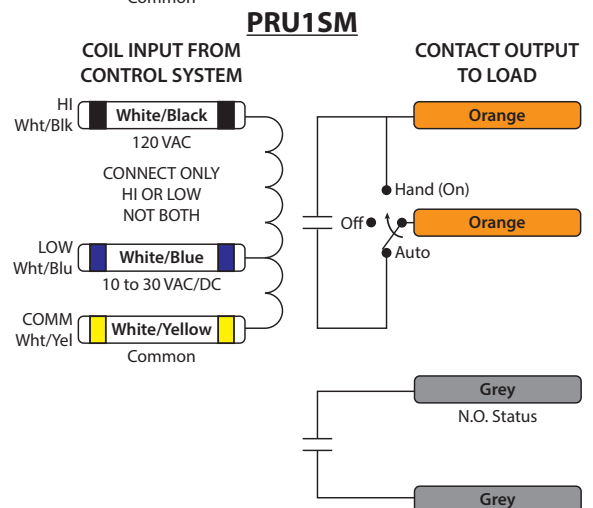 Common
PRU1SM
COIL INPUT FROM
CONTROL SYSTEM
CONTACT OUTPUT
TO LOAD
HI
Wht/Blk
White/Black
120 VAC
CONNECT ONLY
HI OR LOW
NOT BOTH
LOW
Wht/Blu
White/Blue
10 to 30 VAC/DC
COMM
Wht/Yel
White/Yellow
Common
Orange
Hand (On)
Off
Orange
Auto
Grey
N.O. Status
Grey